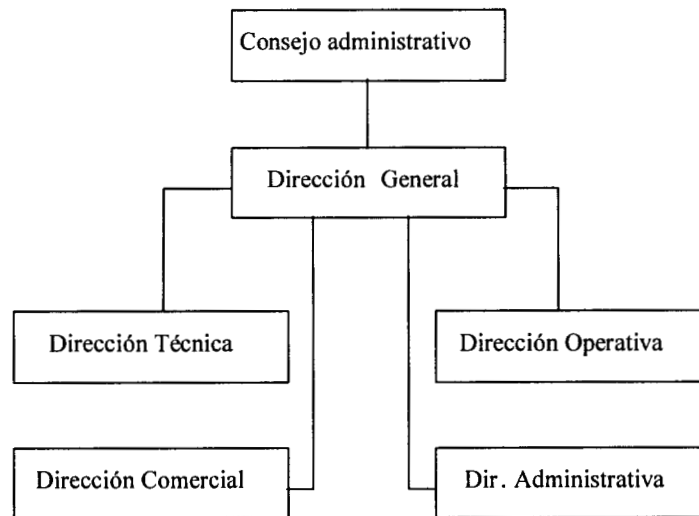 Consejo administrativo
Dirección General
Dirección Técnica
Dirección Operativa
Dirección Comercial
Dir. Administrativa